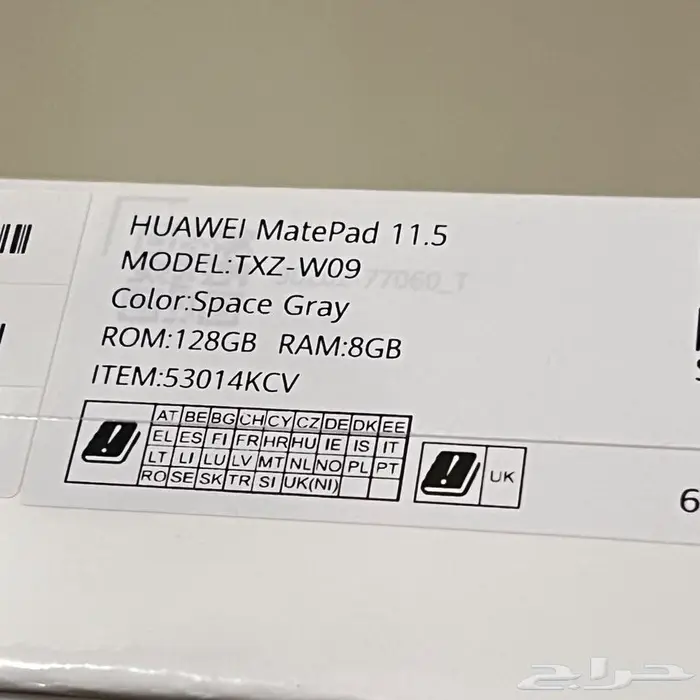 HUAWEI MatePad 11.5
MODEL:TXZ-W09
Color:Space Gray
ROM:128GB RAM:8GB
ITEM:53014KCV
AT BE BG CH CY CZ DE DK EE
EL ES FI FR HR HU IE IS IT
LT LI LU LV MT NL NO PL PT
RO SE SK TR SI UK(NI)
UK
6
حراج